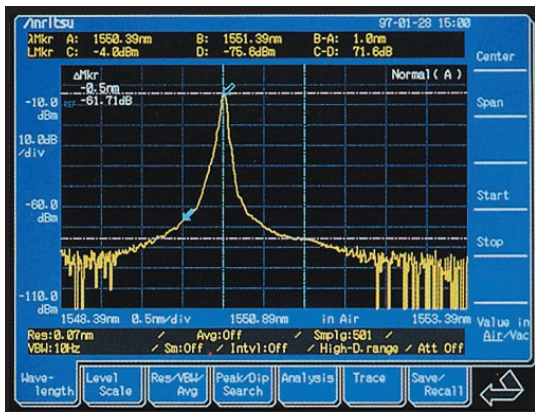 Anritsu 97-01-28 15:00
λMkr A: 1550.39nm B: 1551.39nm B-A: 1.0nm
LMkr C: -4.0dBm D: -75.6dBm C-D: 71.6dB
Center
ΔMkr Normal(A)
-0.5nm
-10.0 REF -61.71dB Span
dBm
10.0dB
/div
Start
-60.0
dBm
Stop
-110.0
dBm
1548.39nm 0.5nm/div 1550.89nm in Air 1553.39nm
Value in
Air/Vac
Res:0.07nm / Avg:Off / Smplg:501 /
VBW:10Hz / Sm:Off / Intvl:Off / High-D.range / Att Off
Wave- Level Res/VBW/ Peak/Dip Analysis Trace Save/
length Scale Avg Search Recall